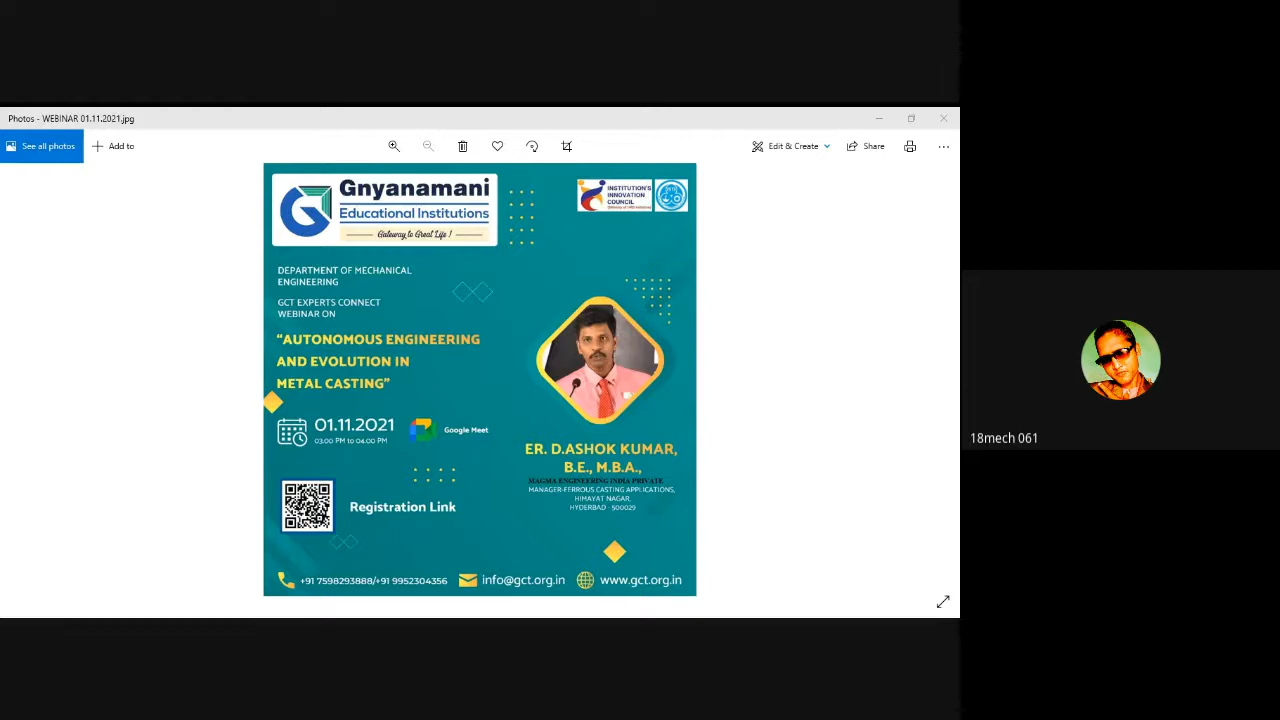 Photos - WEBINAR 01.11.2021.jpg
See all photos
Add to
Edit & Create
Share
Gnyanamani
Educational Institutions
Gateway to Great Life !
INSTITUTION'S
INNOVATION
COUNCIL
DEPARTMENT OF MECHANICAL
ENGINEERING
GCT EXPERTS CONNECT
WEBINAR ON
"AUTONOMOUS ENGINEERING
AND EVOLUTION IN
METAL CASTING"
01.11.2021
03.00 PM to 04.00 PM
Google Meet
ER. D.ASHOK KUMAR,
B.E., M.B.A.,
MAGMA ENGINEERING INDIA PRIVATE
MANAGER-FERROUS CASTING APPLICATIONS,
HIMAYAT NAGAR,
HYDERBAD - 500029
Registration Link
+91 7598293888/+91 9952304356
info@gct.org.in
www.gct.org.in
18mech 061